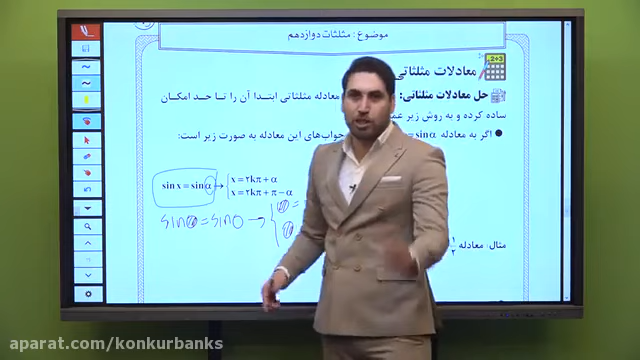 موضوع : مثلثات دوازدهم
معادلات مثلثاتی
حل معادلات مثلثاتی: معادله مثلثاتی ابتدا آن را تا حد امکان
ساده کرده و به روش زیر
● اگر به معادله = sinα جواب‌های این معادله به صورت زیر است:
sin x = sin α → { x = ۲kπ + α
x = ۲kπ + π − α
sin = sin → {
مثال: معادله ۱/۲
aparat.com/konkurbanks